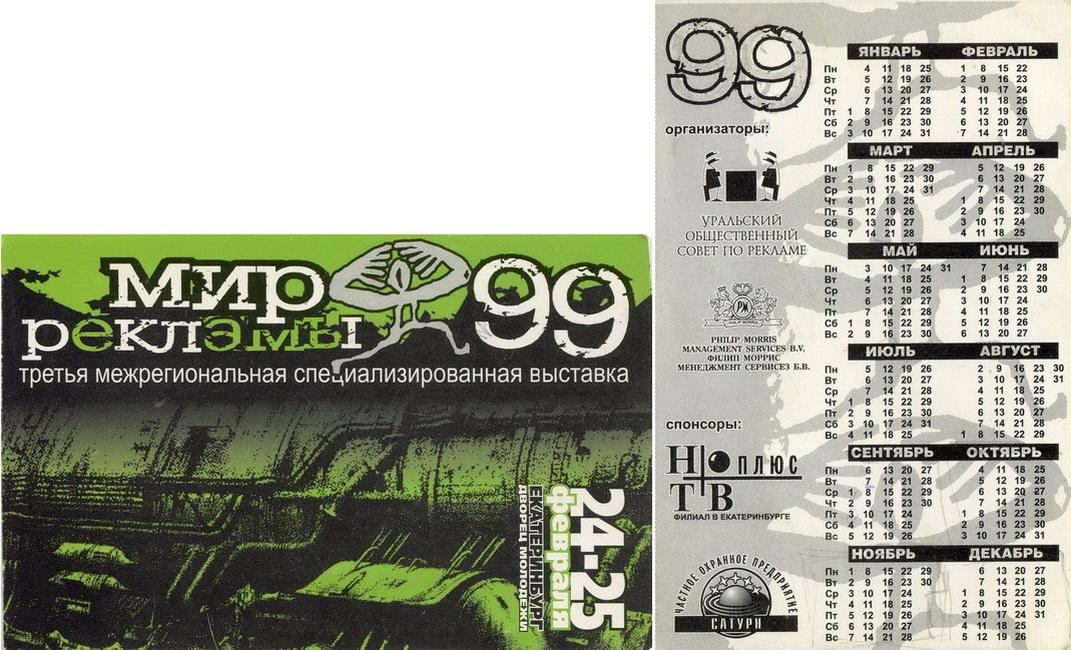 мир 99
рекламы
третья межрегиональная специализированная выставка
24-25
февраля
ЕКАТЕРИНБУРГ
ДВОРЕЦ МОЛОДЕЖИ
99
организаторы:
УРАЛЬСКИЙ
ОБЩЕСТВЕННЫЙ
СОВЕТ ПО РЕКЛАМЕ
PM
PHILIP MORRIS
PHILIP MORRIS
MANAGEMENT SERVICES B.V.
ФИЛИП МОРРИС
МЕНЕДЖМЕНТ СЕРВИСЕЗ Б.В.
спонсоры:
НТВ ПЛЮС
ФИЛИАЛ В ЕКАТЕРИНБУРГЕ
ЧАСТНОЕ ОХРАННОЕ ПРЕДПРИЯТИЕ
САТУРН
ЯНВАРЬ ФЕВРАЛЬ
Пн 4 11 18 25 1 8 15 22
Вт 5 12 19 26 2 9 16 23
Ср 6 13 20 27 3 10 17 24
Чт 7 14 21 28 4 11 18 25
Пт 1 8 15 22 29 5 12 19 26
Сб 2 9 16 23 30 6 13 20 27
Вс 3 10 17 24 31 7 14 21 28
МАРТ АПРЕЛЬ
Пн 1 8 15 22 29 5 12 19 26
Вт 2 9 16 23 30 6 13 20 27
Ср 3 10 17 24 31 7 14 21 28
Чт 4 11 18 25 1 8 15 22 29
Пт 5 12 19 26 2 9 16 23 30
Сб 6 13 20 27 3 10 17 24
Вс 7 14 21 28 4 11 18 25
МАЙ ИЮНЬ
Пн 3 10 17 24 31 7 14 21 28
Вт 4 11 18 25 1 8 15 22 29
Ср 5 12 19 26 2 9 16 23 30
Чт 6 13 20 27 3 10 17 24
Пт 7 14 21 28 4 11 18 25
Сб 1 8 15 22 29 5 12 19 26
Вс 2 9 16 23 30 6 13 20 27
ИЮЛЬ АВГУСТ
Пн 5 12 19 26 2 9 16 23 30
Вт 6 13 20 27 3 10 17 24 31
Ср 7 14 21 28 4 11 18 25
Чт 1 8 15 22 29 5 12 19 26
Пт 2 9 16 23 30 6 13 20 27
Сб 3 10 17 24 31 7 14 21 28
Вс 4 11 18 25 1 8 15 22 29
СЕНТЯБРЬ ОКТЯБРЬ
Пн 6 13 20 27 4 11 18 25
Вт 7 14 21 28 5 12 19 26
Ср 1 8 15 22 29 6 13 20 27
Чт 2 9 16 23 30 7 14 21 28
Пт 3 10 17 24 1 8 15 22 29
Сб 4 11 18 25 2 9 16 23 30
Вс 5 12 19 26 3 10 17 24 31
НОЯБРЬ ДЕКАБРЬ
Пн 1 8 15 22 29 6 13 20 27
Вт 2 9 16 23 30 7 14 21 28
Ср 3 10 17 24 1 8 15 22 29
Чт 4 11 18 25 2 9 16 23 30
Пт 5 12 19 26 3 10 17 24 31
Сб 6 13 20 27 4 11 18 25
Вс 7 14 21 28 5 12 19 26